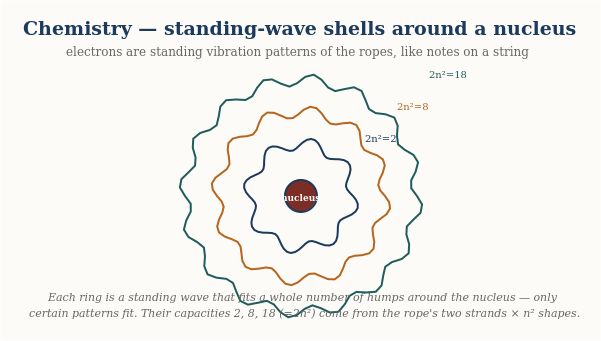 Chemistry — standing-wave shells around a nucleus
electrons are standing vibration patterns of the ropes, like notes on a string
2n²=18
2n²=8
2n²=2
nucleus
Each ring is a standing wave that fits a whole number of humps around the nucleus — only
certain patterns fit. Their capacities 2, 8, 18 (=2n²) come from the rope's two strands × n² shapes.